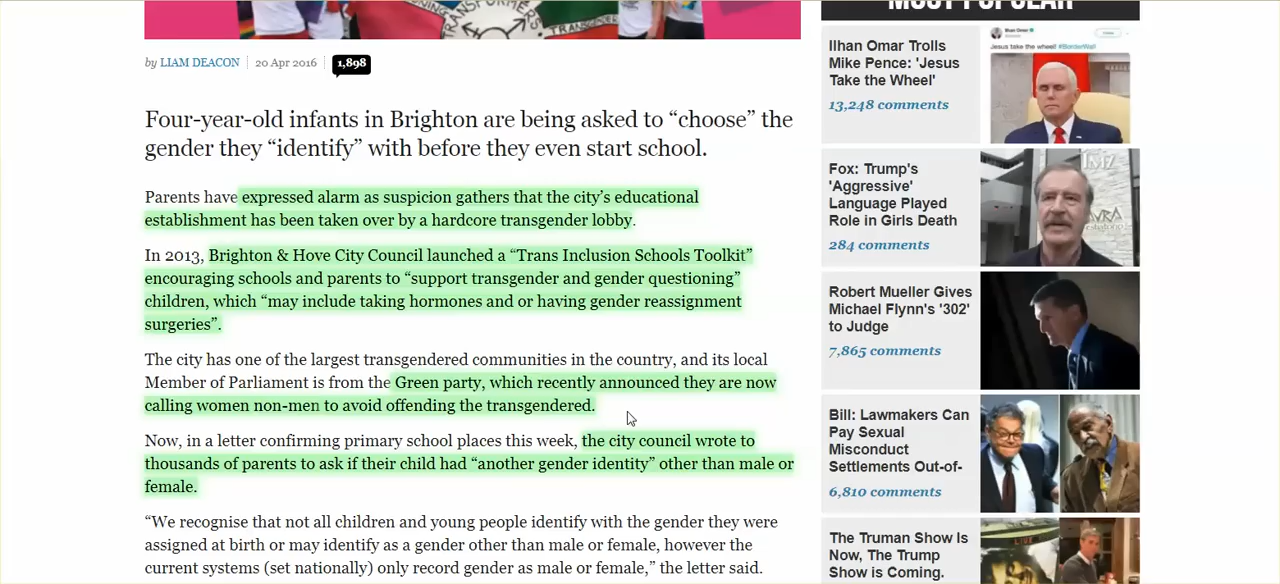 TRANSFORMERS
TRANSGENDER
MOST POPULAR
by LIAM DEACON | 20 Apr 2016 | 1,898
Four-year-old infants in Brighton are being asked to “choose” the
gender they “identify” with before they even start school.
Parents have expressed alarm as suspicion gathers that the city’s educational
establishment has been taken over by a hardcore transgender lobby.
In 2013, Brighton & Hove City Council launched a “Trans Inclusion Schools Toolkit”
encouraging schools and parents to “support transgender and gender questioning”
children, which “may include taking hormones and or having gender reassignment
surgeries”.
The city has one of the largest transgendered communities in the country, and its local
Member of Parliament is from the Green party, which recently announced they are now
calling women non-men to avoid offending the transgendered.
Now, in a letter confirming primary school places this week, the city council wrote to
thousands of parents to ask if their child had “another gender identity” other than male or
female.
“We recognise that not all children and young people identify with the gender they were
assigned at birth or may identify as a gender other than male or female, however the
current systems (set nationally) only record gender as male or female,” the letter said.
Ilhan Omar Trolls
Mike Pence: 'Jesus
Take the Wheel'
13,248 comments
Jesus take the wheel! #BorderWall
Fox: Trump's
'Aggressive'
Language Played
Role in Girls Death
284 comments
Robert Mueller Gives
Michael Flynn's '302'
to Judge
7,865 comments
Bill: Lawmakers Can
Pay Sexual
Misconduct
Settlements Out-of-
6,810 comments
The Truman Show Is
Now, The Trump
Show is Coming.